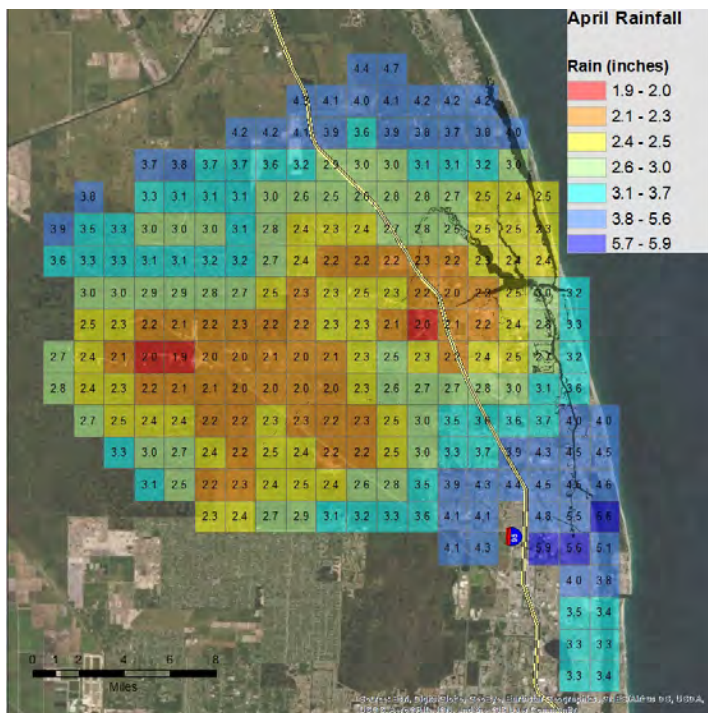 April Rainfall
Rain (inches)
1.9 - 2.0
2.1 - 2.3
2.4 - 2.5
2.6 - 3.0
3.1 - 3.7
3.8 - 5.6
5.7 - 5.9
4.4 4.7
4.3 4.1 4.0 4.1 4.2 4.2 4.2
4.2 4.2 4.1 3.9 3.6 3.9 3.8 3.7 3.8 4.0
3.7 3.8 3.7 3.7 3.6 3.2 2.9 3.0 3.0 3.1 3.1 3.2 3.0
3.8 3.3 3.1 3.1 3.1 3.0 2.6 2.5 2.6 2.8 2.8 2.7 2.5 2.4 2.5
3.9 3.5 3.3 3.0 3.0 3.0 3.1 2.8 2.4 2.3 2.4 2.7 2.8 2.5 2.5 2.5 2.3
3.6 3.3 3.3 3.1 3.1 3.2 3.2 2.7 2.4 2.2 2.2 2.2 2.3 2.2 2.3 2.4 2.4
3.0 3.0 2.9 2.9 2.8 2.7 2.5 2.3 2.5 2.5 2.3 2.2 2.0 2.5 3.0 3.2
2.5 2.3 2.2 2.1 2.2 2.3 2.2 2.2 2.3 2.3 2.1 2.0 2.1 2.2 2.4 2.8 3.3
2.7 2.4 2.1 2.0 1.9 2.0 2.0 2.1 2.0 2.1 2.3 2.5 2.3 2.2 2.4 2.5 3.2
2.8 2.4 2.3 2.2 2.1 2.1 2.0 2.0 2.0 2.0 2.3 2.6 2.7 2.7 2.8 3.0 3.1 3.6
2.7 2.5 2.4 2.4 2.2 2.2 2.3 2.2 2.2 2.3 2.5 3.0 3.5 3.6 3.6 3.7 4.0 4.0
3.3 3.0 2.7 2.4 2.2 2.5 2.4 2.2 2.2 2.5 3.0 3.3 3.7 3.9 4.3 4.5 4.5
3.1 2.5 2.2 2.3 2.4 2.5 2.4 2.6 2.8 3.5 3.9 4.3 4.4 4.5 4.6 4.6
2.3 2.4 2.7 2.9 3.1 3.2 3.3 3.6 4.1 4.1 4.8 5.5
4.1 4.3 95 5.9 5.6 5.1
4.0 3.8
3.5 3.4
3.3 3.3
3.3 3.4
0 1 2 4 6 8
Miles